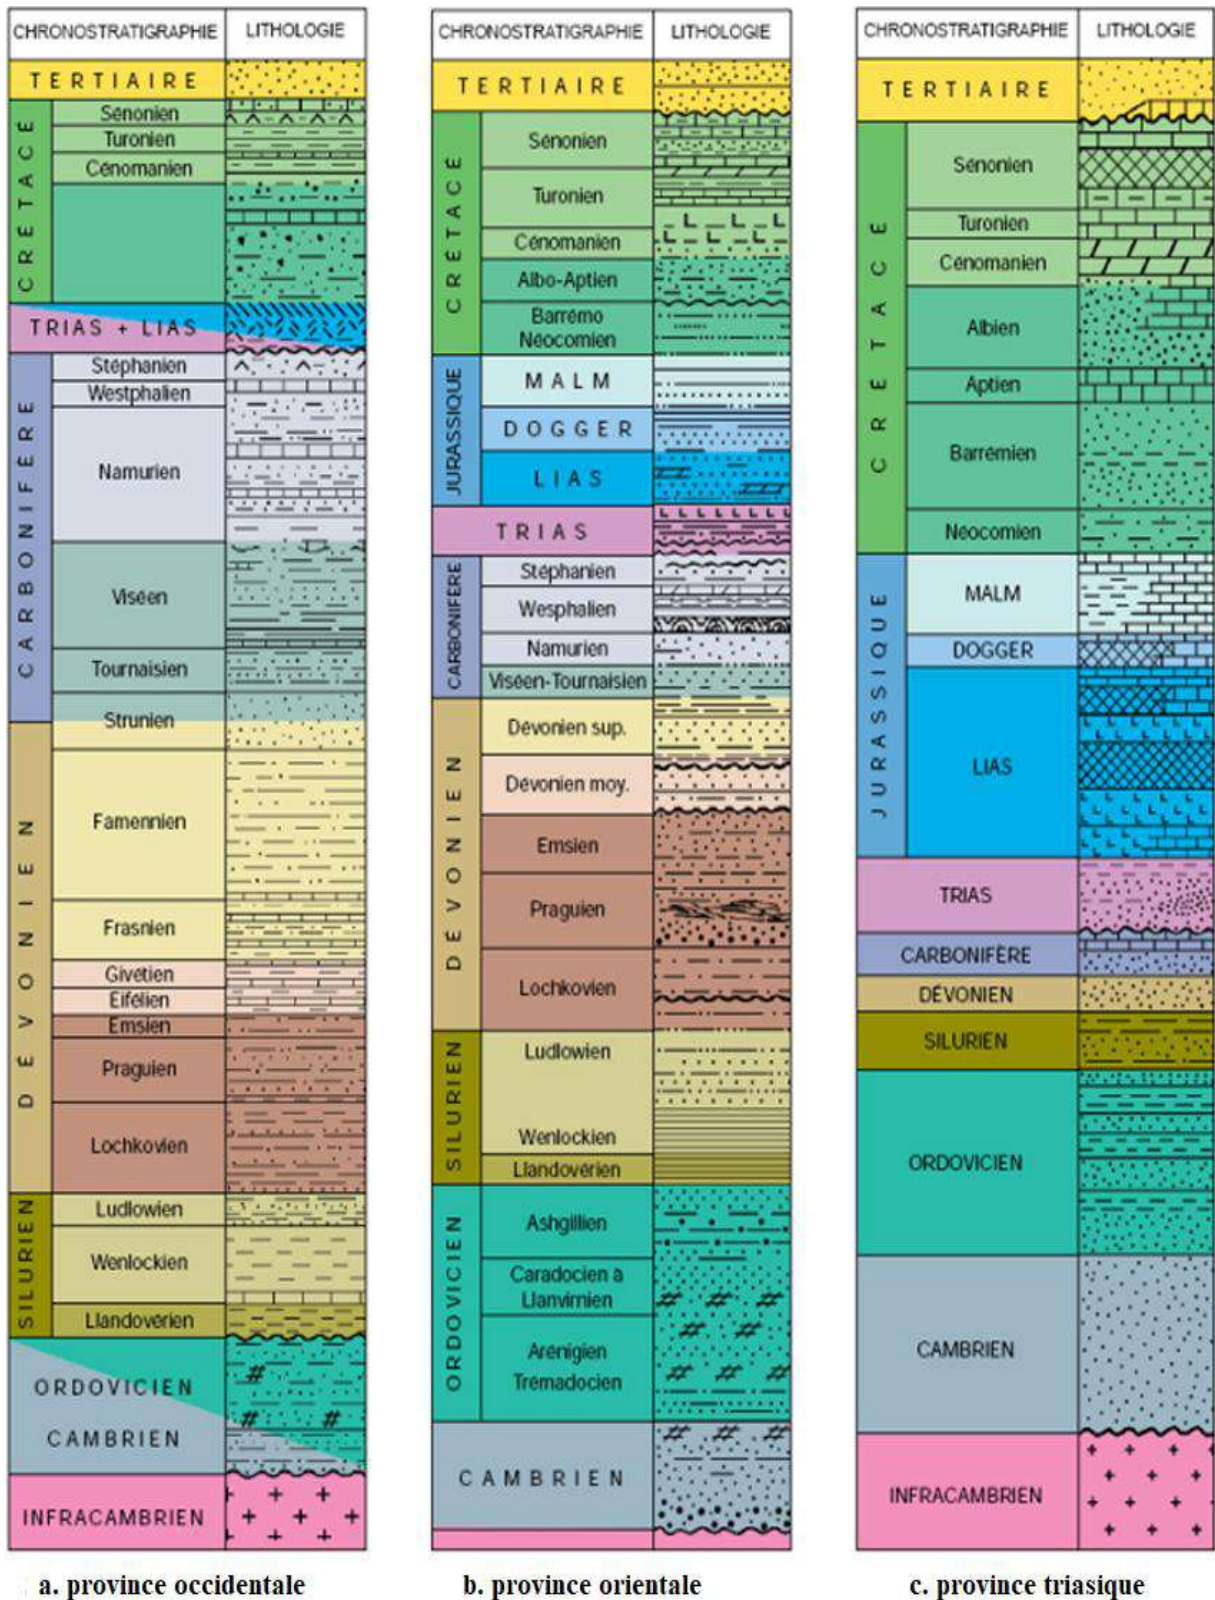 CHRONOSTRATIGRAPHIE LITHOLOGIE
TERTIAIRE
CRETACE
Sénonien
Turonien
Cénomanien
TRIAS + LIAS
CARBONIFERE
Stéphanien
Westphalien
Namurien
Viséen
Tournaisien
Strunien
DEVONIEN
Famennien
Frasnien
Givétien
Eifélien
Emsien
Praguien
Lochkovien
SILURIEN
Ludlowien
Wenlockien
Llandovérien
ORDOVICIEN
CAMBRIEN
INFRACAMBRIEN
a. province occidentale
CHRONOSTRATIGRAPHIE LITHOLOGIE
TERTIAIRE
CRÉTACE
Sénonien
Turonien
Cénomanien
Albo-Aptien
Barrémo
Néocomien
JURASSIQUE
MALM
DOGGER
LIAS
TRIAS
CARBONIFERE
Stéphanien
Wesphalien
Namurien
Viséen-Tournaisien
DÉVONIEN
Dévonien sup.
Dévonien moy.
Emsien
Praguien
Lochkovien
SILURIEN
Ludlowien
Wenlockien
Llandovérien
ORDOVICIEN
Ashgillien
Caradocien à
Llanvirnien
Arénigien
Trémadocien
CAMBRIEN
b. province orientale
CHRONOSTRATIGRAPHIE LITHOLOGIE
TERTIAIRE
CRETACE
Sénonien
Turonien
Cénomanien
Albien
Aptien
Barrémien
Néocomien
JURASSIQUE
MALM
DOGGER
LIAS
TRIAS
CARBONIFÈRE
DÉVONIEN
SILURIEN
ORDOVICIEN
CAMBRIEN
INFRACAMBRIEN
c. province triasique